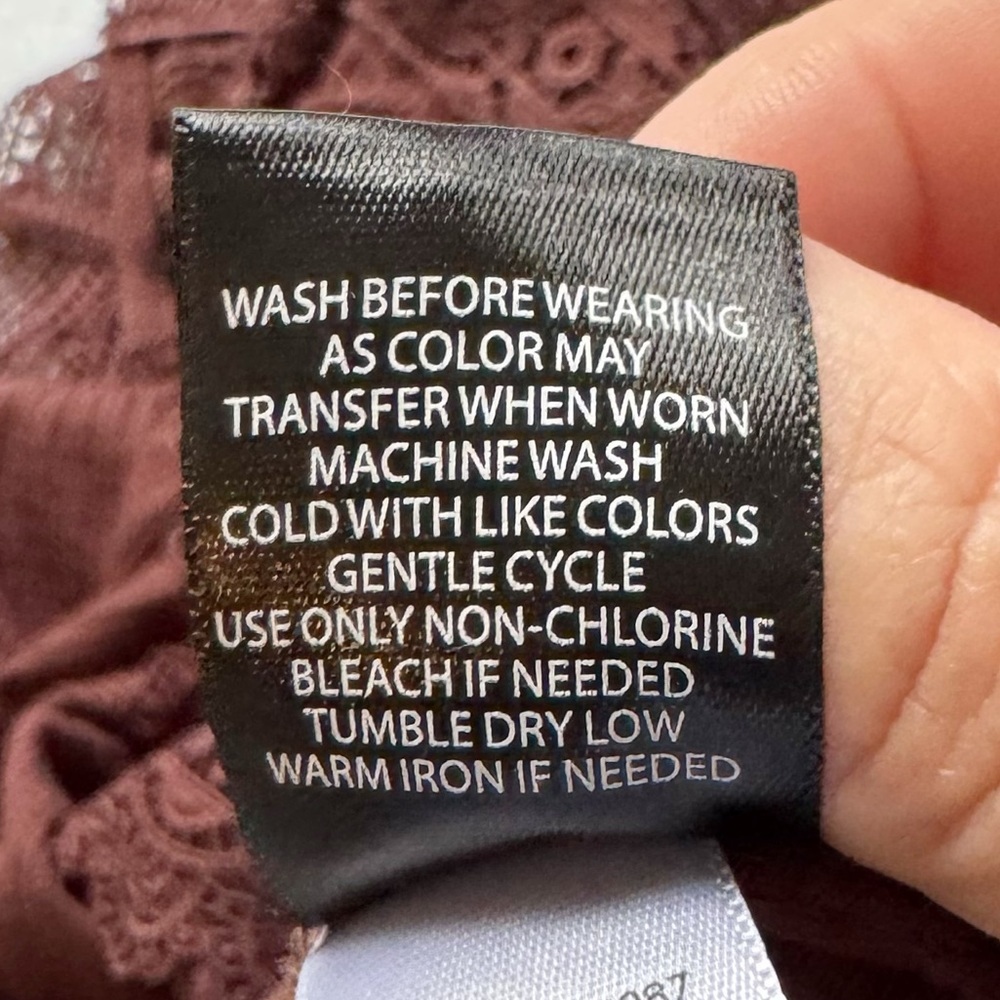 WASH BEFORE WEARING
AS COLOR MAY
TRANSFER WHEN WORN
MACHINE WASH
COLD WITH LIKE COLORS
GENTLE CYCLE
USE ONLY NON-CHLORINE
BLEACH IF NEEDED
TUMBLE DRY LOW
WARM IRON IF NEEDED